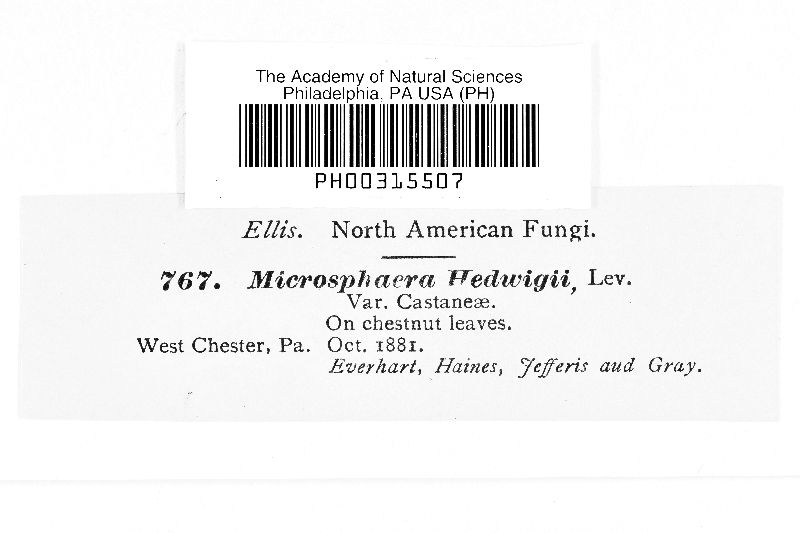 The Academy of Natural Sciences
Philadelphia, PA USA (PH)
PH00315507
Ellis. North American Fungi.
767. Microsphaera Hedwigii, Lev.
Var. Castaneæ.
On chestnut leaves.
West Chester, Pa. Oct. 1881.
Everhart, Haines, Jefferis aud Gray.